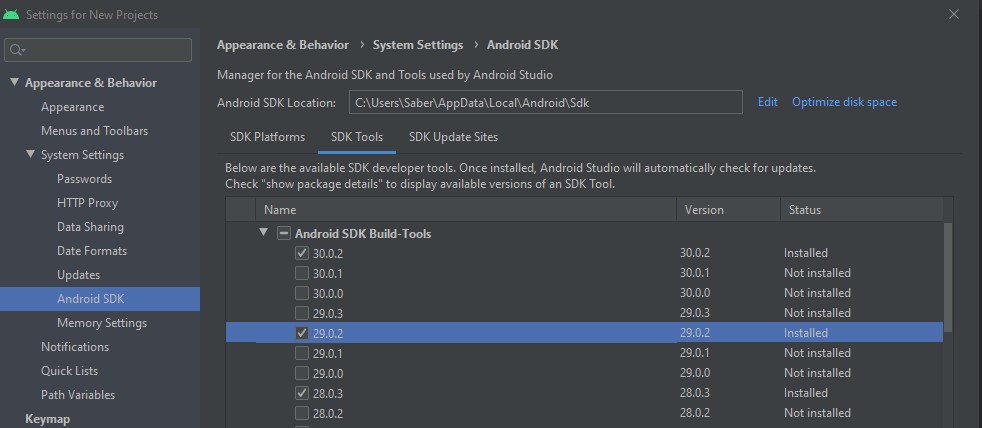 Settings for New Projects
Appearance & Behavior
Appearance
Menus and Toolbars
System Settings
Passwords
HTTP Proxy
Data Sharing
Date Formats
Updates
Android SDK
Memory Settings
Notifications
Quick Lists
Path Variables
Keymap
Appearance & Behavior › System Settings › Android SDK
Manager for the Android SDK and Tools used by Android Studio
Android SDK Location: C:\Users\Saber\AppData\Local\Android\Sdk Edit Optimize disk space
SDK Platforms SDK Tools SDK Update Sites
Below are the available SDK developer tools. Once installed, Android Studio will automatically check for updates.
Check "show package details" to display available versions of an SDK Tool.
Name Version Status
Android SDK Build-Tools
30.0.2 30.0.2 Installed
30.0.1 30.0.1 Not installed
30.0.0 30.0.0 Not installed
29.0.3 29.0.3 Not installed
29.0.2 29.0.2 Installed
29.0.1 29.0.1 Not installed
29.0.0 29.0.0 Not installed
28.0.3 28.0.3 Installed
28.0.2 28.0.2 Not installed